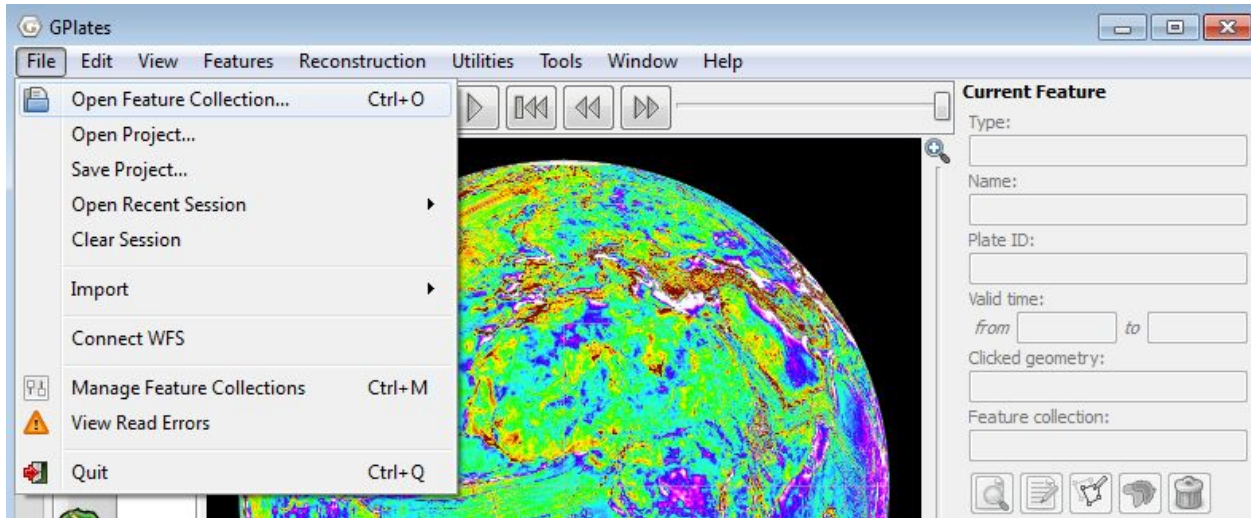 GPlates
File Edit View Features Reconstruction Utilities Tools Window Help
Open Feature Collection... Ctrl+O
Open Project...
Save Project...
Open Recent Session
Clear Session
Import
Connect WFS
Manage Feature Collections Ctrl+M
View Read Errors
Quit Ctrl+Q
Current Feature
Type:
Name:
Plate ID:
Valid time:
from to
Clicked geometry:
Feature collection: